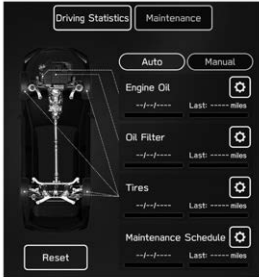 Driving Statistics Maintenance
Auto Manual
Engine Oil
--/--/---- Last: ----- miles
Oil Filter
--/--/---- Last: ----- miles
Tires
--/--/---- Last: ----- miles
Maintenance Schedule
--/--/---- Last: ----- miles
Reset